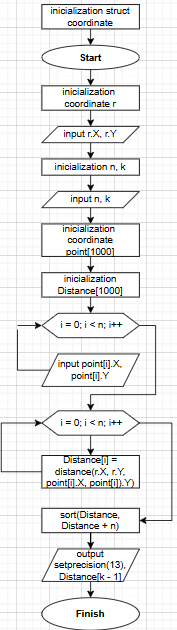 inicialization struct
coordinate
Start
inicialization
coordinate r
input r.X, r.Y
inicialization n, k
input n, k
inicialization
coordinate
point[1000]
inicialization
Distance[1000]
i = 0; i < n; i++
input point[i].X,
point[i].Y
i = 0; i < n; i++
Distance[i] =
distance(r.X, r.Y,
point[i].X, point[i]).Y)
sort(Distance,
Distance + n)
output
setprecision(13),
Distance[k - 1]
Finish